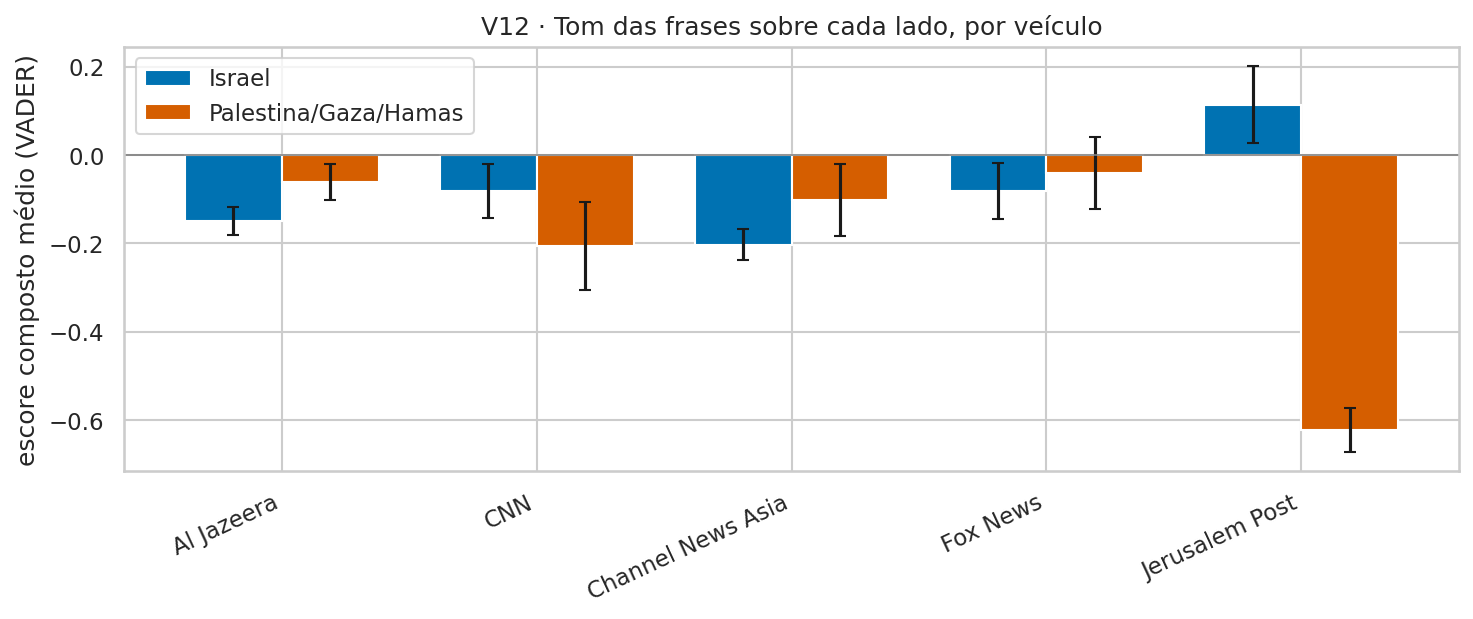 V12 · Tom das frases sobre cada lado, por veículo
escore composto médio (VADER)
0.2
0.0
−0.2
−0.4
−0.6
Israel
Palestina/Gaza/Hamas
Al Jazeera
CNN
Channel News Asia
Fox News
Jerusalem Post